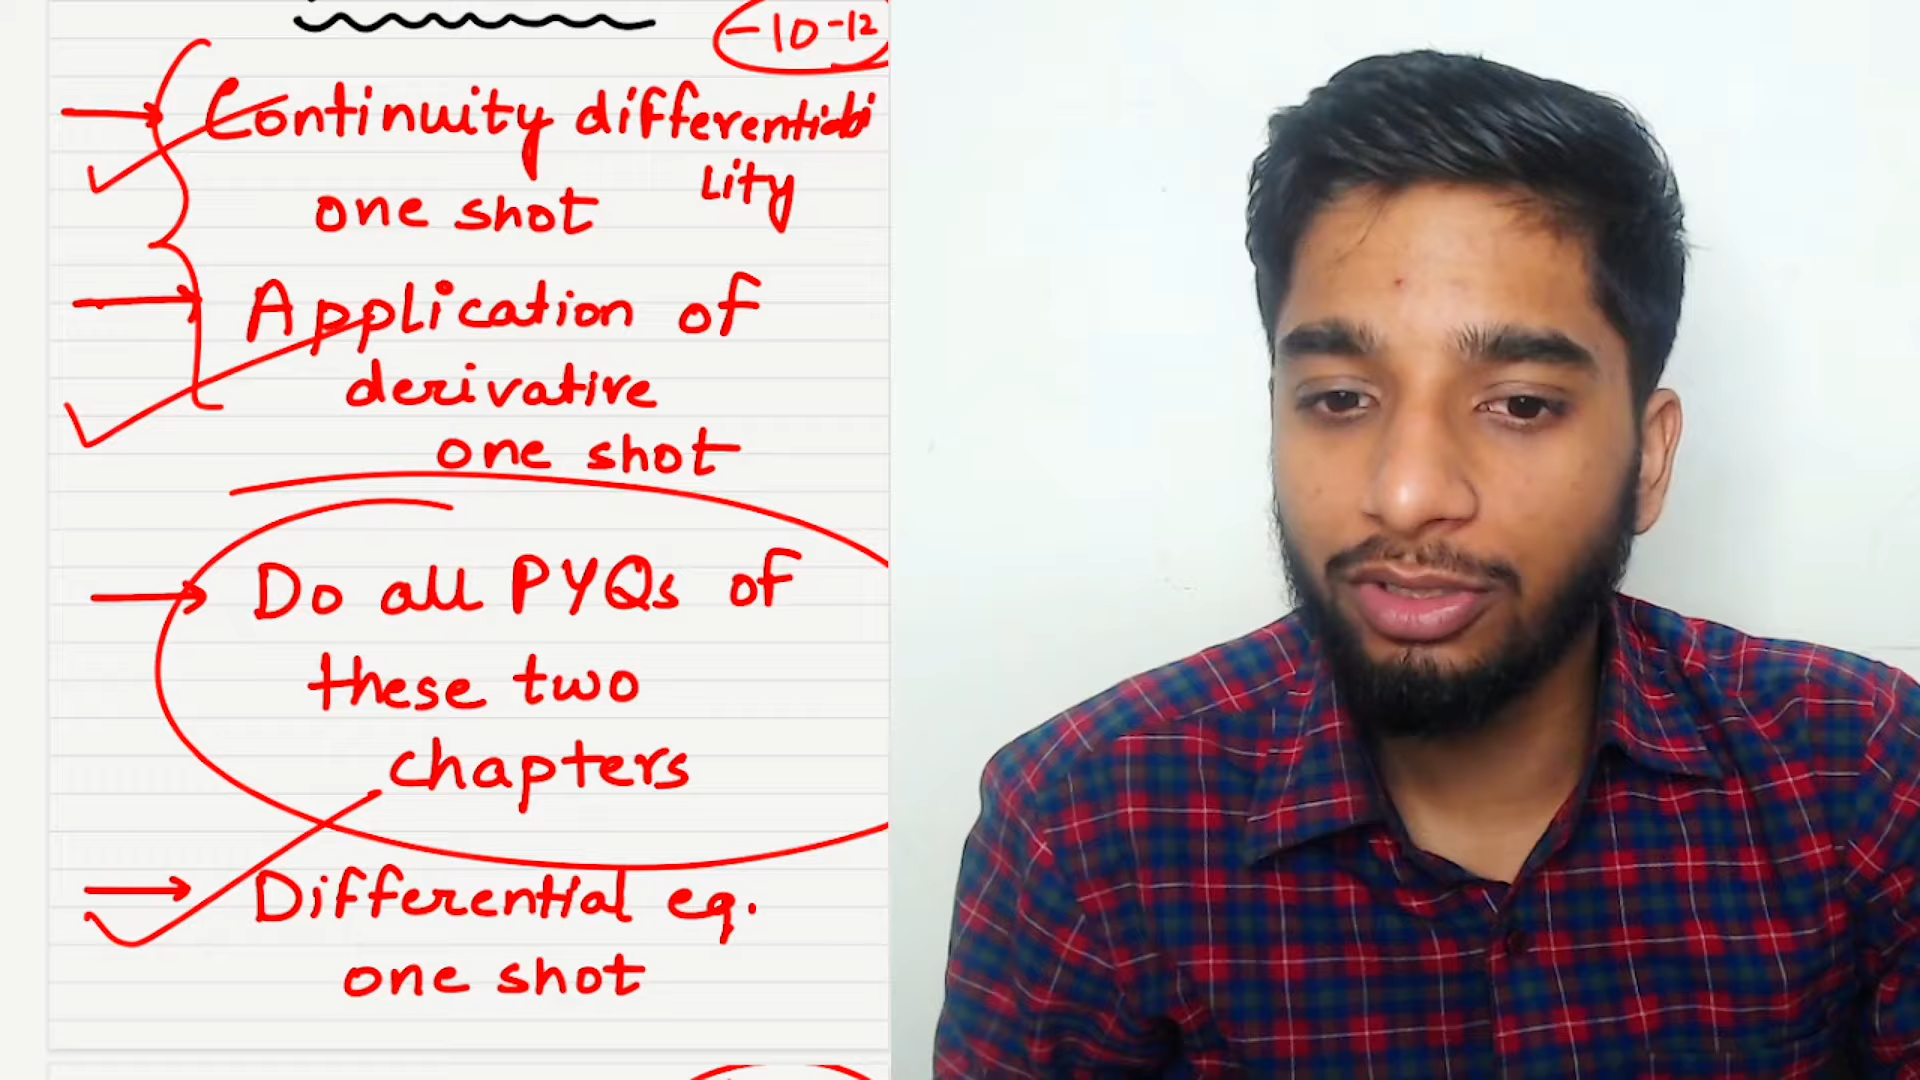 -10-12
Continuity differentiabi
lity
one shot
Application of
derivative
one shot
Do all PYQs of
these two
chapters
Differential eq.
one shot